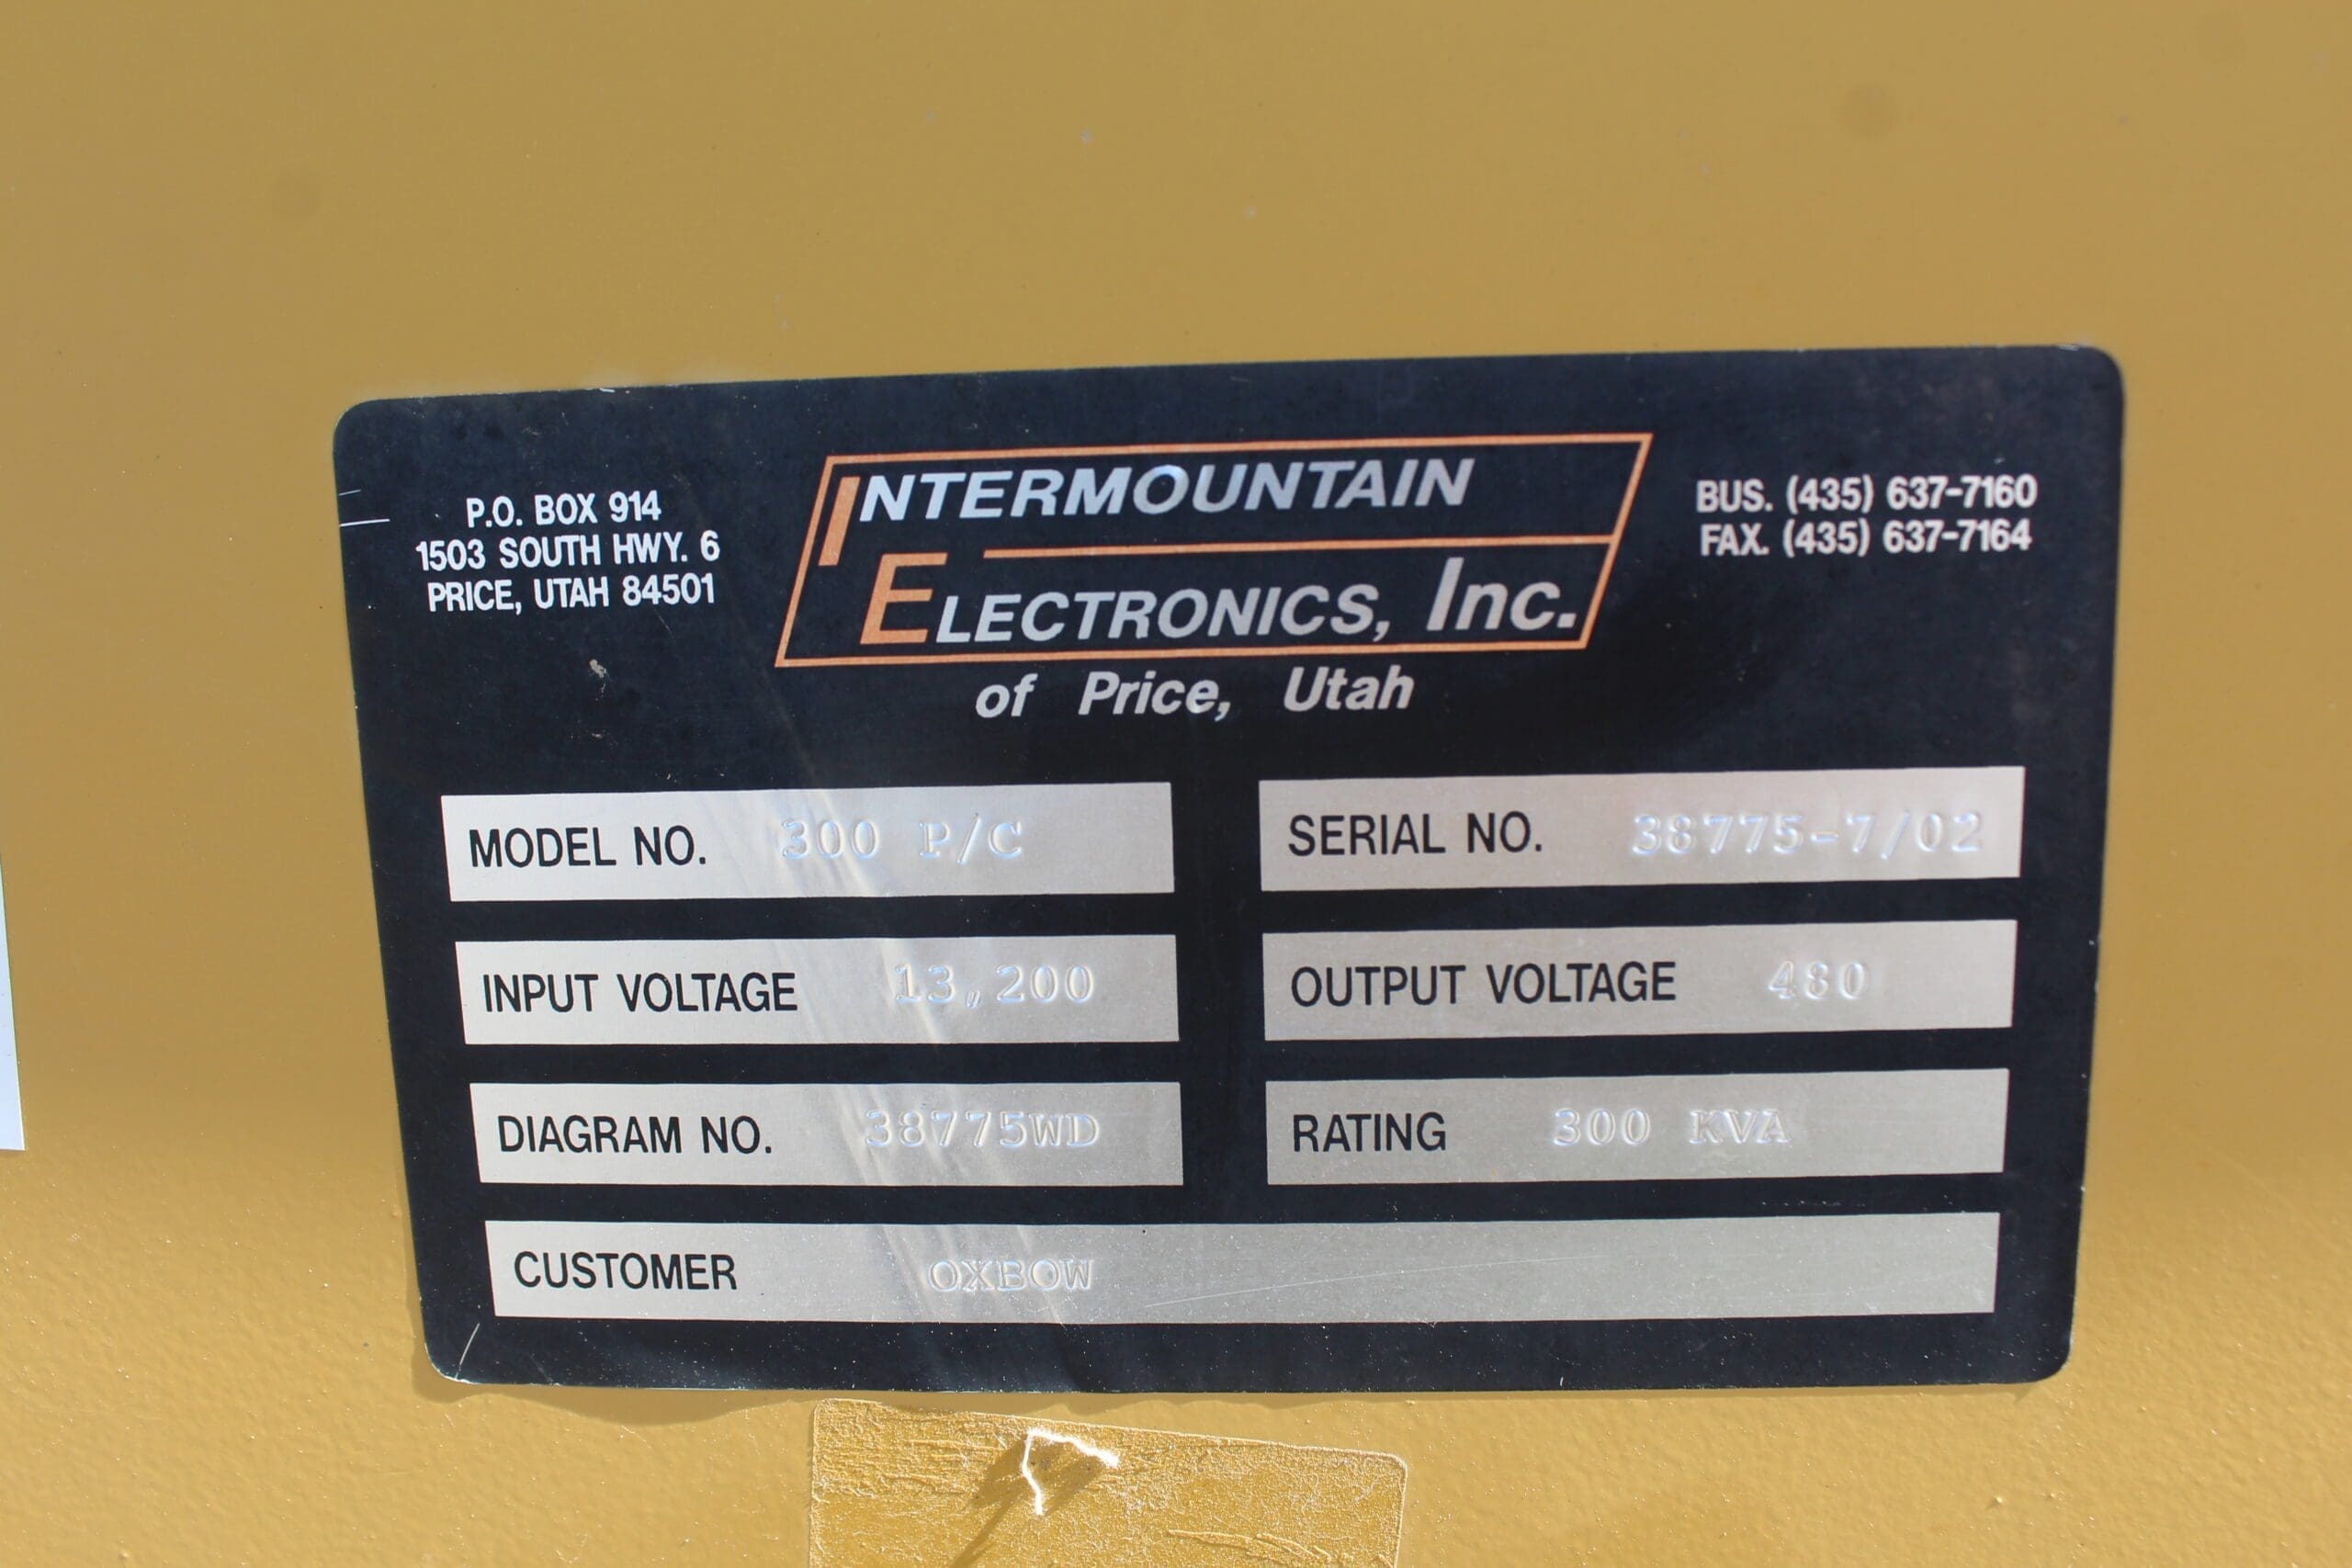 P.O. BOX 914
1503 SOUTH HWY. 6
PRICE, UTAH 84501
INTERMOUNTAIN
ELECTRONICS, Inc.
of Price, Utah
BUS. (435) 637-7160
FAX. (435) 637-7164
MODEL NO. 300 P/C
SERIAL NO. 38775-7/02
INPUT VOLTAGE 13,200
OUTPUT VOLTAGE 480
DIAGRAM NO. 38775WD
RATING 300 KVA
CUSTOMER OXBOW